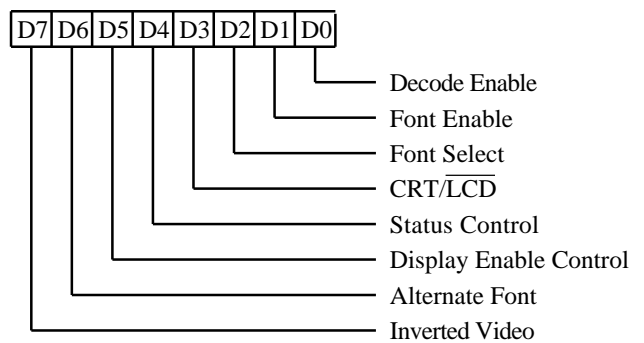 D7 D6 D5 D4 D3 D2 D1 D0
Decode Enable
Font Enable
Font Select
CRT/L̅C̅D̅
Status Control
Display Enable Control
Alternate Font
Inverted Video